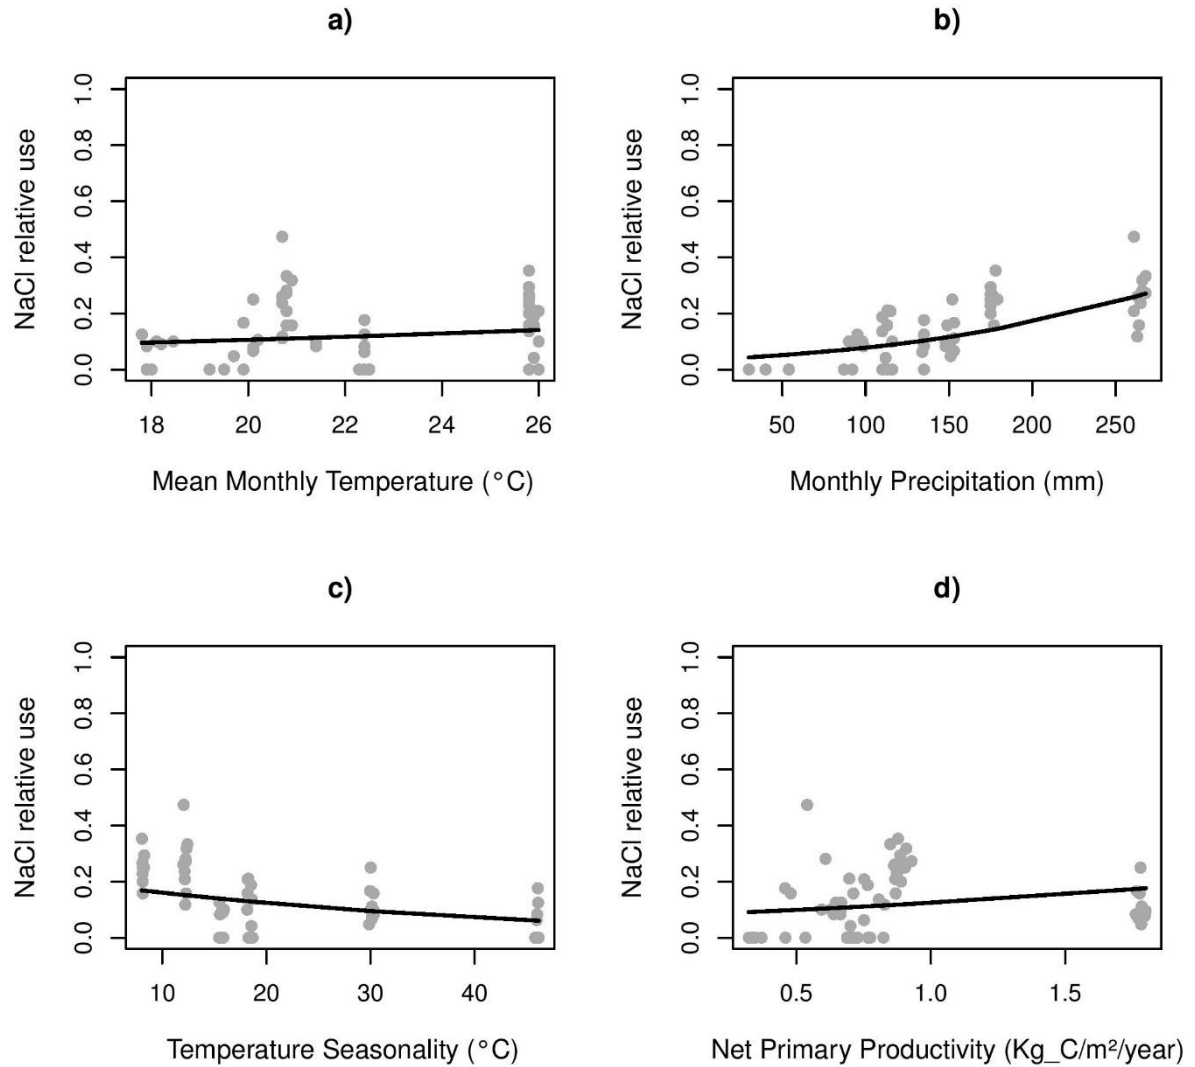 a)
NaCl relative use
0.0 0.2 0.4 0.6 0.8 1.0
18 20 22 24 26
Mean Monthly Temperature (°C)
b)
NaCl relative use
0.0 0.2 0.4 0.6 0.8 1.0
50 100 150 200 250
Monthly Precipitation (mm)
c)
NaCl relative use
0.0 0.2 0.4 0.6 0.8 1.0
10 20 30 40
Temperature Seasonality (°C)
d)
NaCl relative use
0.0 0.2 0.4 0.6 0.8 1.0
0.5 1.0 1.5
Net Primary Productivity (Kg_C/m²/year)